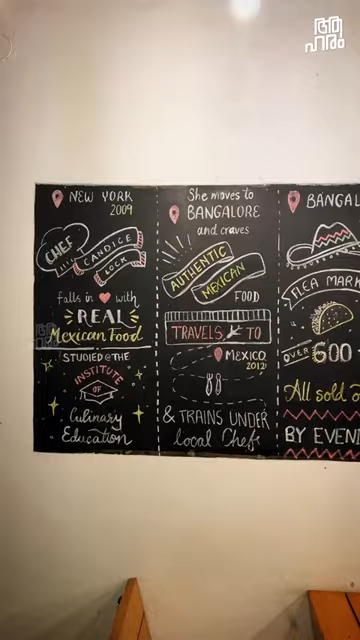 ആ
ഹാരം
NEW YORK
2009
CHEF
CANDICE
LOCK
falls in with
REAL
Mexican Food
STUDIED @ THE
INSTITUTE
OF
Culinary
Education
She moves to
BANGALORE
and craves
AUTHENTIC
MEXICAN
FOOD
TRAVELS TO
MEXICO
2012
& TRAINS UNDER
local Chefs
BANGAL
FLEA MARK
OVER 600
All sold o
BY EVENI